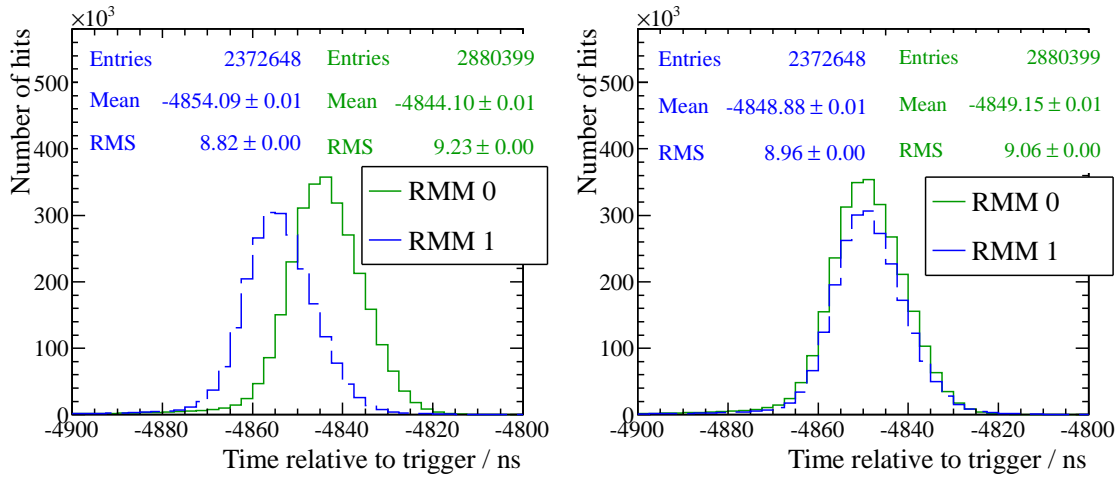 ×10³
Number of hits
500
400
300
200
100
0
Entries 2372648 Entries 2880399
Mean -4854.09 ± 0.01 Mean -4844.10 ± 0.01
RMS 8.82 ± 0.00 RMS 9.23 ± 0.00
RMM 0
RMM 1
-4900 -4880 -4860 -4840 -4820 -4800
Time relative to trigger / ns
×10³
Number of hits
500
400
300
200
100
0
Entries 2372648 Entries 2880399
Mean -4848.88 ± 0.01 Mean -4849.15 ± 0.01
RMS 8.96 ± 0.00 RMS 9.06 ± 0.00
RMM 0
RMM 1
-4900 -4880 -4860 -4840 -4820 -4800
Time relative to trigger / ns